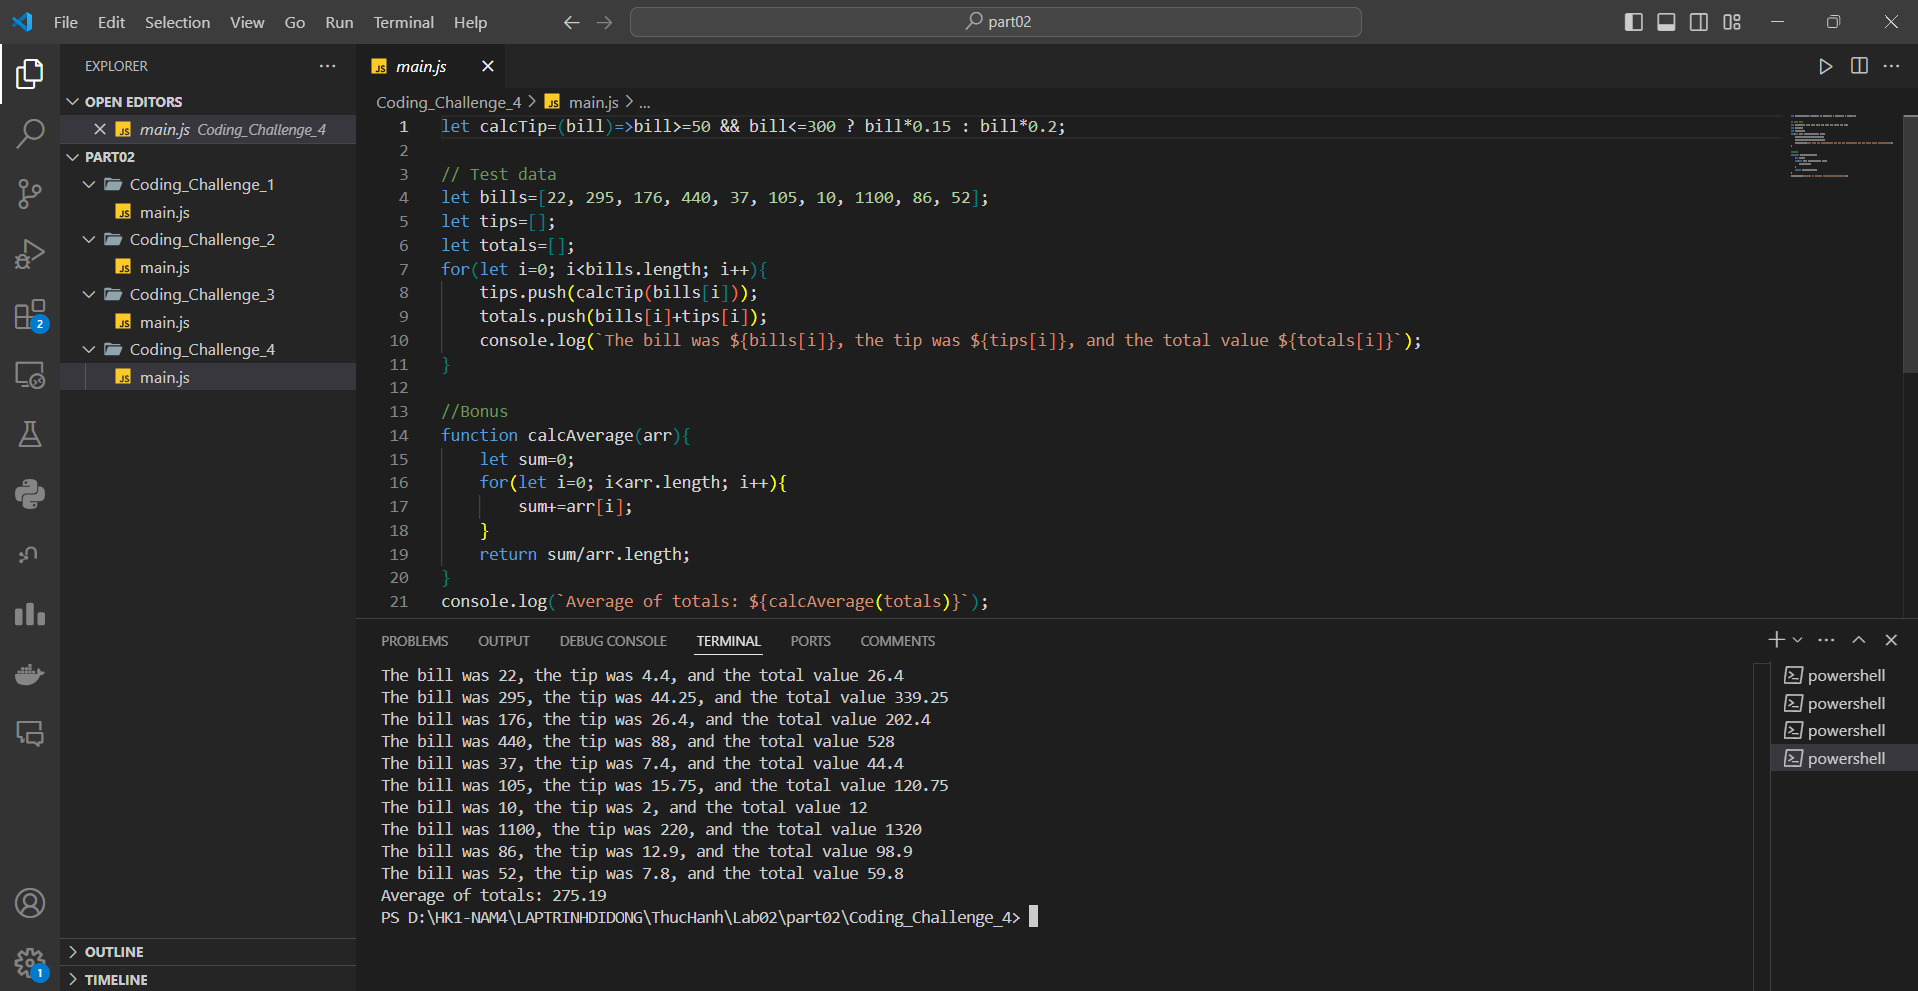 File Edit Selection View Go Run Terminal Help
part02
EXPLORER
OPEN EDITORS
JS main.js Coding_Challenge_4
PART02
Coding_Challenge_1
JS main.js
Coding_Challenge_2
JS main.js
Coding_Challenge_3
JS main.js
Coding_Challenge_4
JS main.js
OUTLINE
TIMELINE
2
1
JS main.js
Coding_Challenge_4 > JS main.js > ...
1 let calcTip=(bill)=>bill>=50 && bill<=300 ? bill*0.15 : bill*0.2;
2
3 // Test data
4 let bills=[22, 295, 176, 440, 37, 105, 10, 1100, 86, 52];
5 let tips=[];
6 let totals=[];
7 for(let i=0; i<bills.length; i++){
8 tips.push(calcTip(bills[i]));
9 totals.push(bills[i]+tips[i]);
10 console.log(`The bill was ${bills[i]}, the tip was ${tips[i]}, and the total value ${totals[i]}`);
11 }
12
13 //Bonus
14 function calcAverage(arr){
15 let sum=0;
16 for(let i=0; i<arr.length; i++){
17 sum+=arr[i];
18 }
19 return sum/arr.length;
20 }
21 console.log(`Average of totals: ${calcAverage(totals)}`);
PROBLEMS OUTPUT DEBUG CONSOLE TERMINAL PORTS COMMENTS
The bill was 22, the tip was 4.4, and the total value 26.4
The bill was 295, the tip was 44.25, and the total value 339.25
The bill was 176, the tip was 26.4, and the total value 202.4
The bill was 440, the tip was 88, and the total value 528
The bill was 37, the tip was 7.4, and the total value 44.4
The bill was 105, the tip was 15.75, and the total value 120.75
The bill was 10, the tip was 2, and the total value 12
The bill was 1100, the tip was 220, and the total value 1320
The bill was 86, the tip was 12.9, and the total value 98.9
The bill was 52, the tip was 7.8, and the total value 59.8
Average of totals: 275.19
PS D:\HK1-NAM4\LAPTRINHDIDONG\ThucHanh\Lab02\part02\Coding_Challenge_4>
powershell
powershell
powershell
powershell